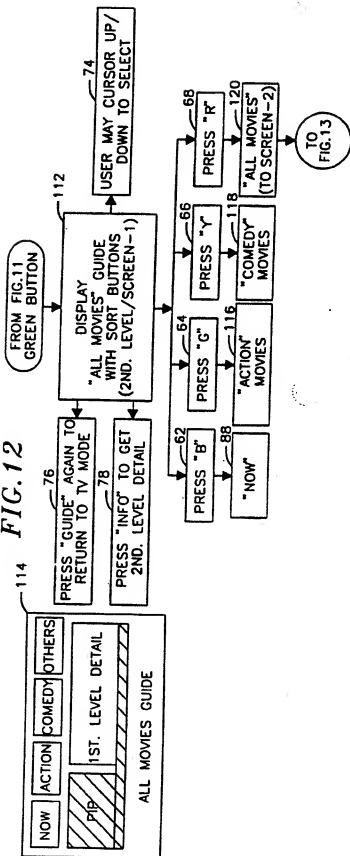 FIG.12
114
NOW
ACTION
COMEDY
OTHERS
PIP
1ST. LEVEL DETAIL
ALL MOVIES GUIDE
FROM FIG.11
GREEN BUTTON
112
DISPLAY
"ALL MOVIES" GUIDE
WITH SORT BUTTONS
(2ND. LEVEL/SCREEN-1)
74
USER MAY CURSOR UP/
DOWN TO SELECT
76
PRESS "GUIDE" AGAIN TO
RETURN TO TV MODE
78
PRESS "INFO" TO GET
2ND. LEVEL DETAIL
62
PRESS "B"
88
"NOW"
64
PRESS "G"
116
"ACTION"
MOVIES
66
PRESS "Y"
118
"COMEDY"
MOVIES
68
PRESS "R"
120
"ALL MOVIES"
(TO SCREEN-2)
TO
FIG.13